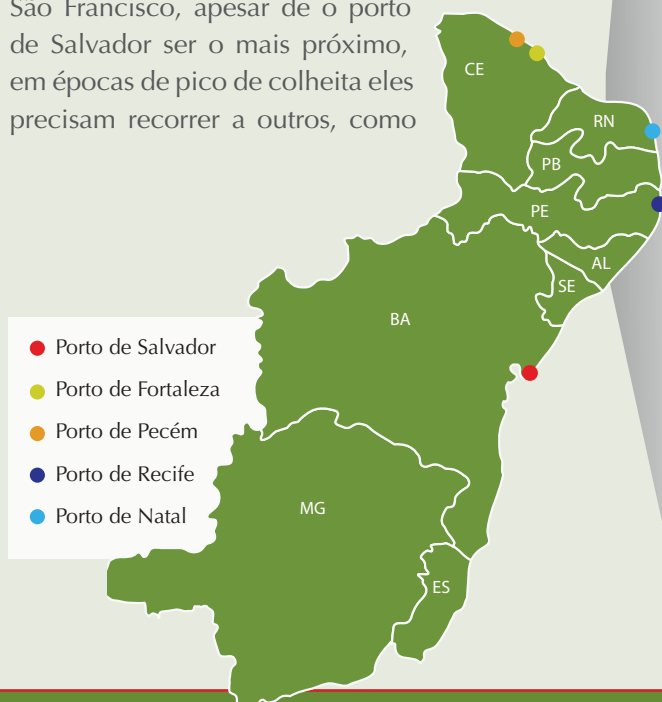 São Francisco, apesar de o porto
de Salvador ser o mais próximo,
em épocas de pico de colheita eles
precisam recorrer a outros, como
CE
RN
PB
PE
AL
SE
BA
MG
ES
Porto de Salvador
Porto de Fortaleza
Porto de Pecém
Porto de Recife
Porto de Natal